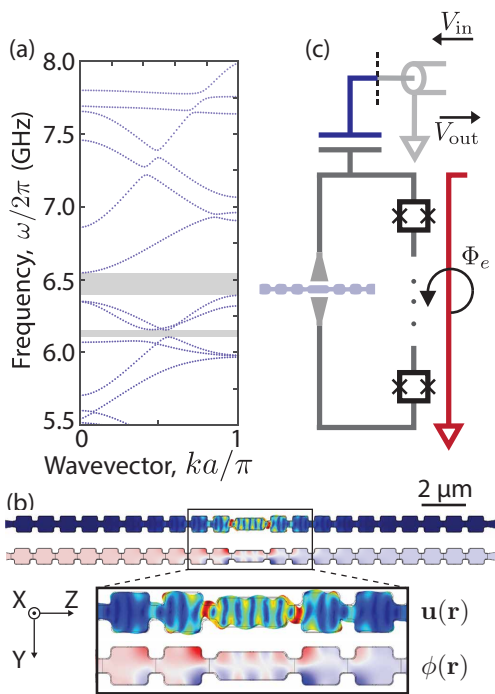 (a)
8.0
7.5
7.0
6.5
6.0
5.5
Frequency, ω/2π (GHz)
0
1
Wavevector, ka/π
(c)
V_in
V_out
Φ_e
(b)
2 μm
X
Z
Y
u(r)
ϕ(r)